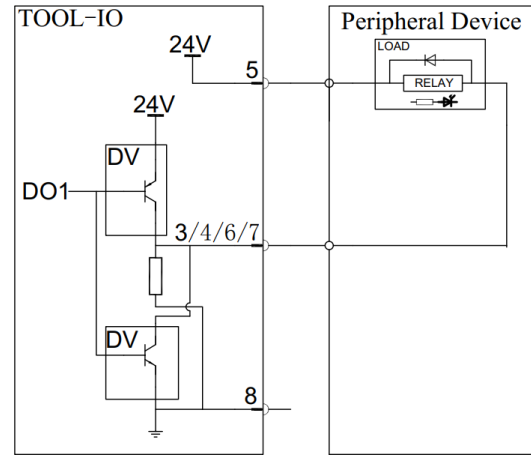 TOOL-IO
Peripheral Device
24V
5
LOAD
RELAY
24V
DV
DO1
3/4/6/7
DV
8